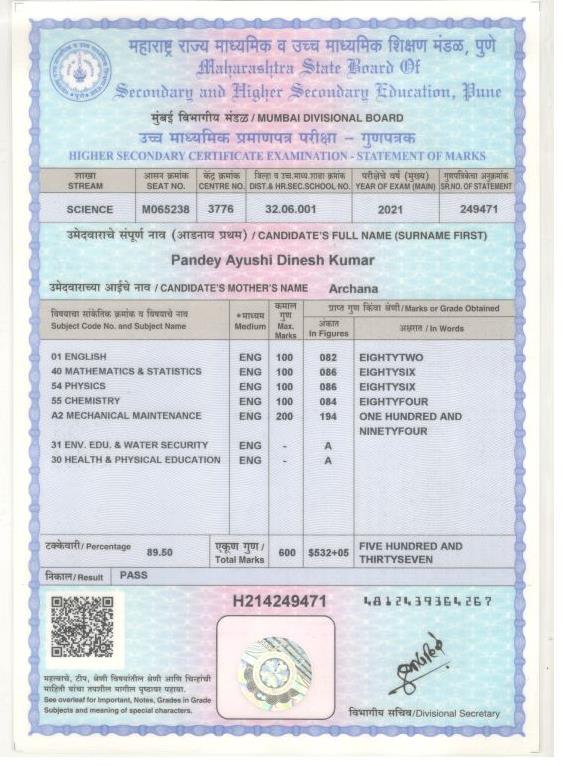 महाराष्ट्र राज्य माध्यमिक व उच्च माध्यमिक शिक्षण मंडळ, पुणे
Maharashtra State Board Of
Secondary and Higher Secondary Education, Pune
मुंबई विभागीय मंडळ / MUMBAI DIVISIONAL BOARD
उच्च माध्यमिक प्रमाणपत्र परीक्षा – गुणपत्रक
HIGHER SECONDARY CERTIFICATE EXAMINATION - STATEMENT OF MARKS
शाखा आसन क्रमांक केंद्र क्रमांक जिल्हा व उच्च.माध्य.शाळा क्रमांक परीक्षेचे वर्ष (मुख्य) गुणपत्रिकेचा अनुक्रमांक
STREAM SEAT NO. CENTRE NO. DIST.& HR.SEC.SCHOOL NO. YEAR OF EXAM (MAIN) SR.NO. OF STATEMENT
SCIENCE M065238 3776 32.06.001 2021 249471
उमेदवाराचे संपूर्ण नाव (आडनाव प्रथम) / CANDIDATE'S FULL NAME (SURNAME FIRST)
Pandey Ayushi Dinesh Kumar
उमेदवाराच्या आईचे नाव / CANDIDATE'S MOTHER'S NAME Archana
विषयाचा सांकेतिक क्रमांक व विषयाचे नाव
Subject Code No. and Subject Name
*माध्यम
Medium
कमाल
गुण
Max.
Marks
प्राप्त गुण किंवा श्रेणी/Marks or Grade Obtained
अंकात
In Figures
अक्षरात / In Words
01 ENGLISH ENG 100 082 EIGHTYTWO
40 MATHEMATICS & STATISTICS ENG 100 086 EIGHTYSIX
54 PHYSICS ENG 100 086 EIGHTYSIX
55 CHEMISTRY ENG 100 084 EIGHTYFOUR
A2 MECHANICAL MAINTENANCE ENG 200 194 ONE HUNDRED AND
NINETYFOUR
31 ENV. EDU. & WATER SECURITY ENG - A
30 HEALTH & PHYSICAL EDUCATION ENG - A
टक्केवारी/ Percentage 89.50 एकूण गुण / Total Marks 600 $532+05 FIVE HUNDRED AND
THIRTYSEVEN
निकाल/Result PASS
H214249471
4812439364267
महत्वाचे, टीप, श्रेणी विषयांतील श्रेणी आणि चिन्हांची
माहिती यांचा तपशील मागील पृष्ठावर पहावा.
See overleaf for Important, Notes, Grades in Grade
Subjects and meaning of special characters.
विभागीय सचिव/Divisional Secretary